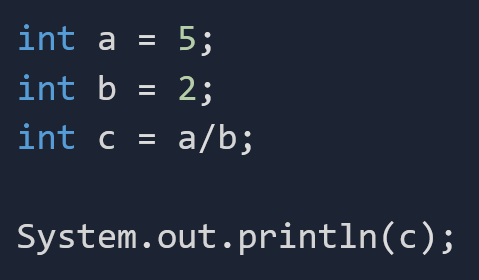 int a = 5;
int b = 2;
int c = a/b;
System.out.println(c);